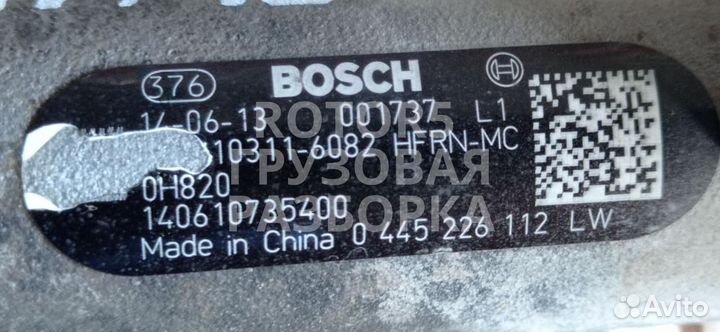 376 BOSCH
14-06-13 001737 L1
10311-6082 HFRN-MC
0H820
140610735400
Made in China 0 445 226 112 LW
ROTOR5
ГРУЗОВАЯ
РАЗБОРКА
Avito